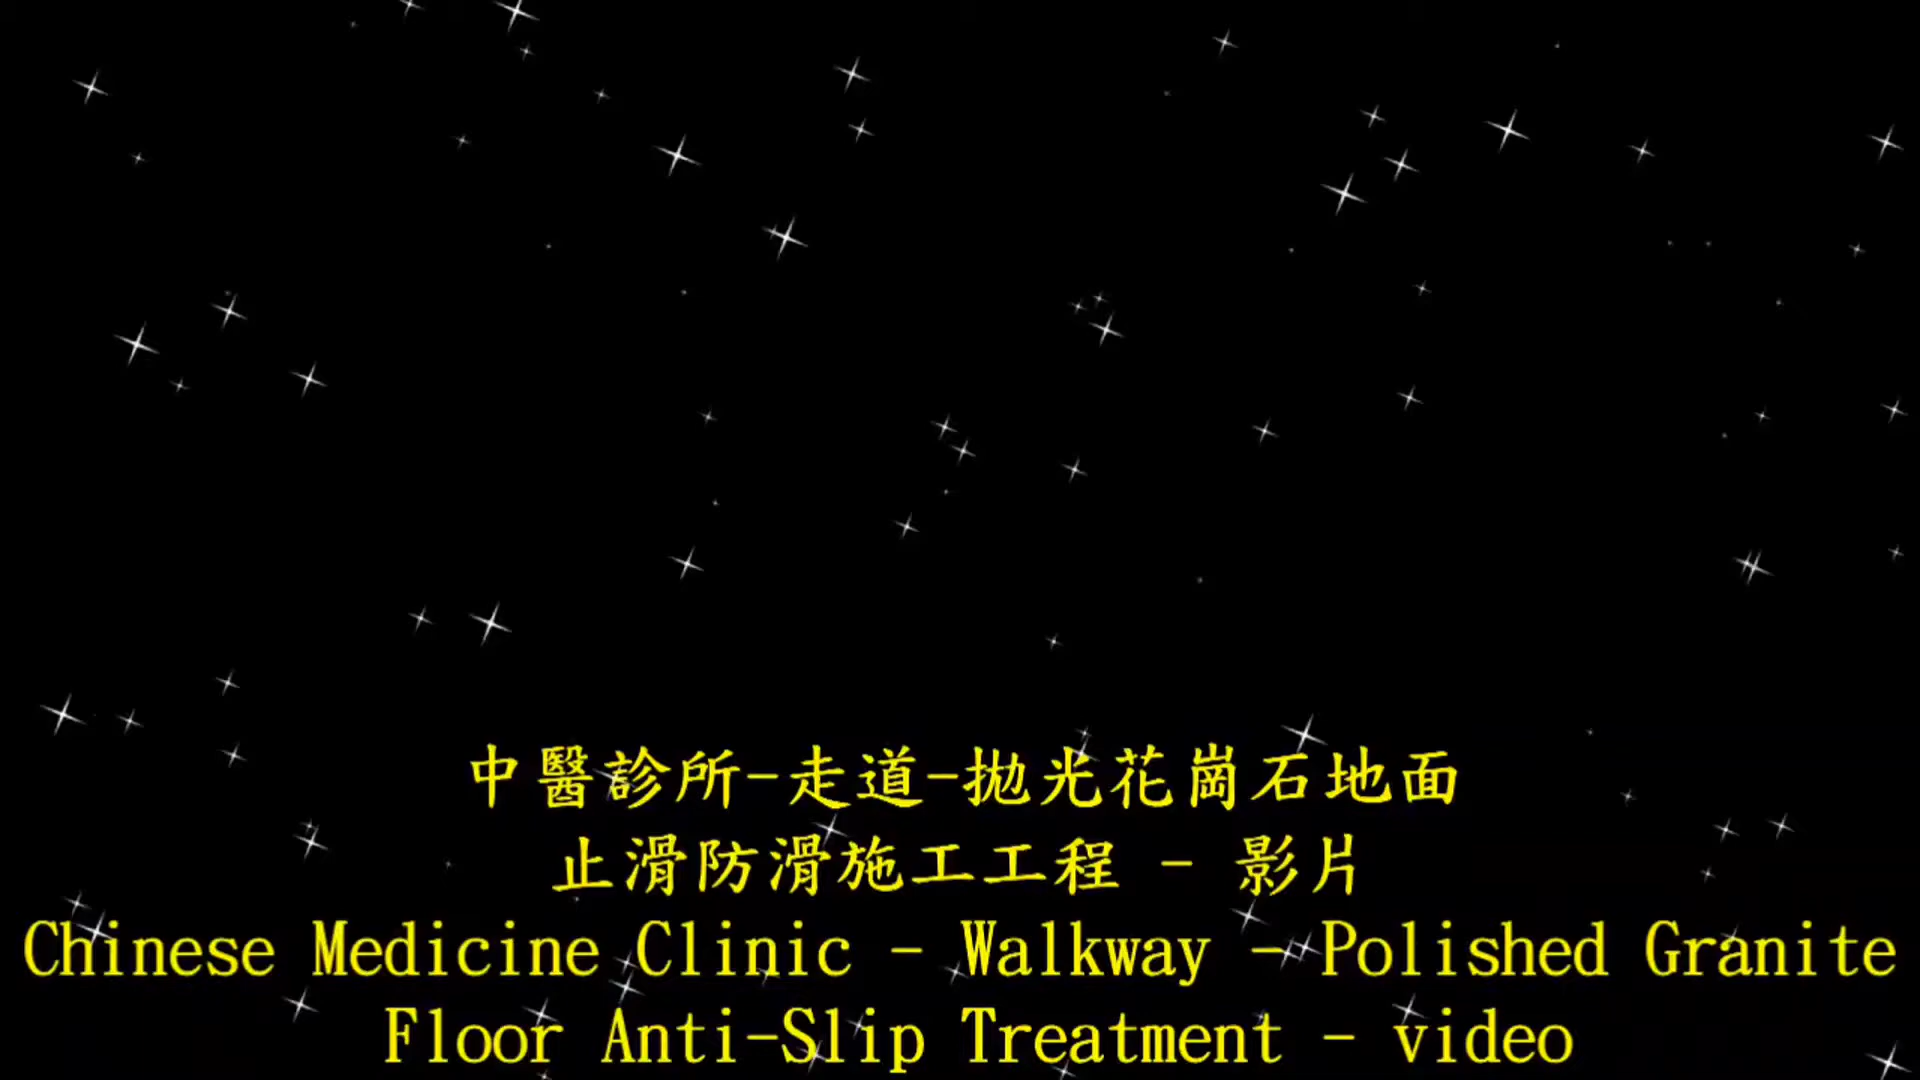 中醫診所-走道-拋光花崗石地面
止滑防滑施工工程 - 影片
Chinese Medicine Clinic - Walkway - Polished Granite
Floor Anti-Slip Treatment - video